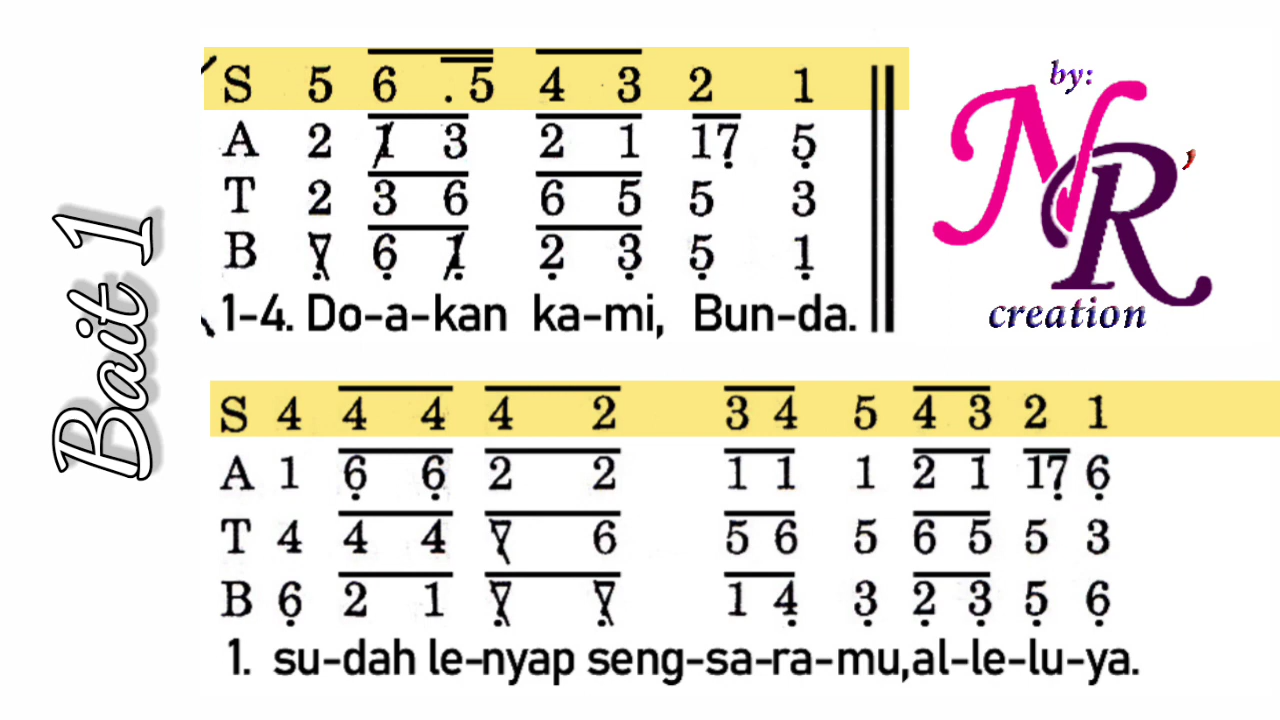 S 5 6 . 5 4 3 2 1
A 2 1 3 2 1 17 5
T 2 3 6 6 5 5 3
B 7 6 1 2 3 5 1
1-4. Do-a-kan ka-mi, Bun-da.
by:
NR'
creation
Bait 1
S 4 4 4 4 2 3 4 5 4 3 2 1
A 1 6 6 2 2 1 1 1 2 1 17 6
T 4 4 4 7 6 5 6 5 6 5 5 3
B 6 2 1 7 7 1 4 3 2 3 5 6
1. su-dah le-nyap seng-sa-ra-mu,al-le-lu-ya.